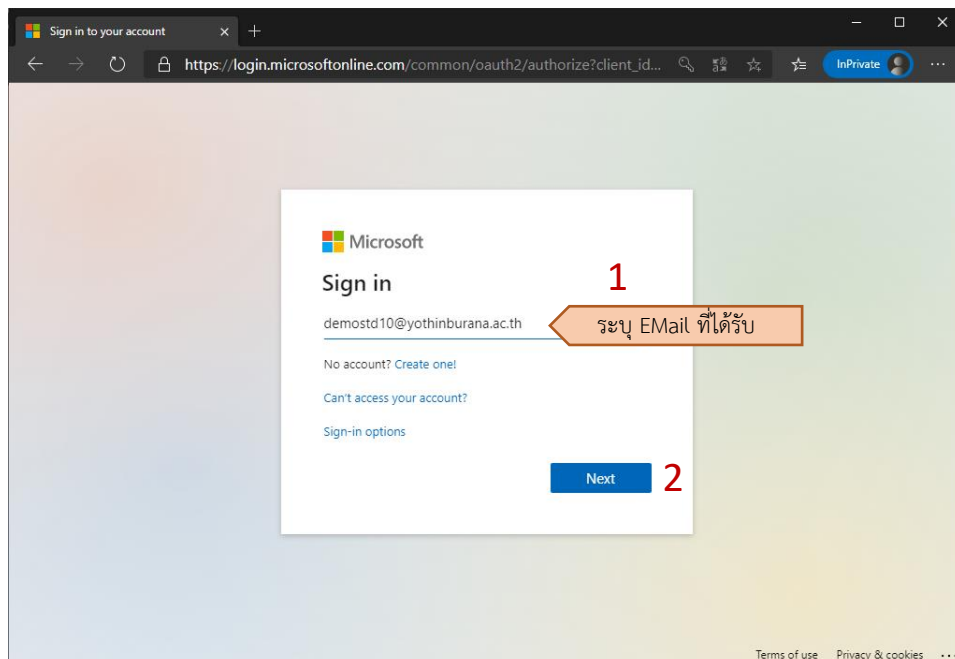 Sign in to your account
https://login.microsoftonline.com/common/oauth2/authorize?client_id...
InPrivate
Microsoft
Sign in
1
demostd10@yothinburana.ac.th
ระบุ EMail ที่ได้รับ
No account? Create one!
Can't access your account?
Sign-in options
Next
2
Terms of use Privacy & cookies ...